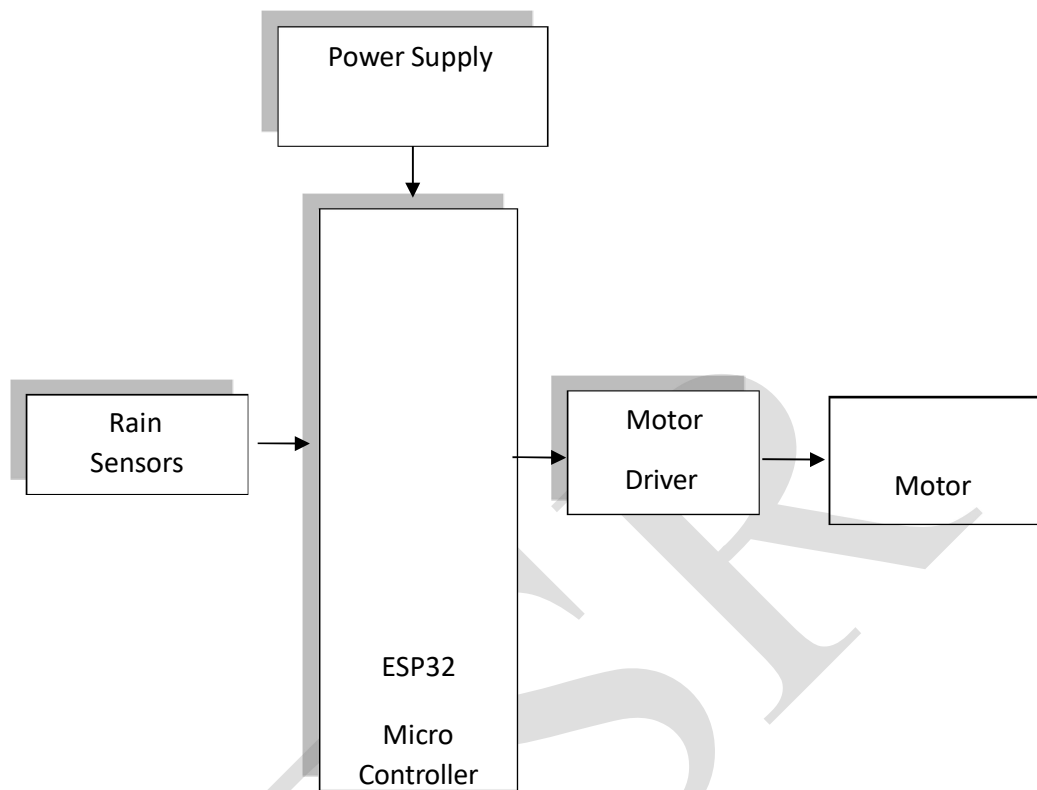 Power Supply
Rain
Sensors
Motor
Driver
Motor
ESP32
Micro
Controller